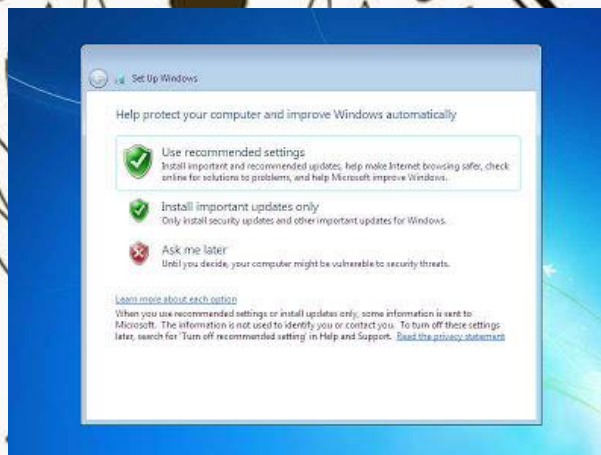 Set Up Windows
Help protect your computer and improve Windows automatically
Use recommended settings
Install important and recommended updates, help make Internet browsing safer, check
online for solutions to problems, and help Microsoft improve Windows.
Install important updates only
Only install security updates and other important updates for Windows.
Ask me later
Until you decide, your computer might be vulnerable to security threats.
Learn more about each option
When you use recommended settings or install updates only, some information is sent to
Microsoft. The information is not used to identify you or contact you. To turn off these settings
later, search for 'Turn off recommended setting' in Help and Support. Read the privacy statement